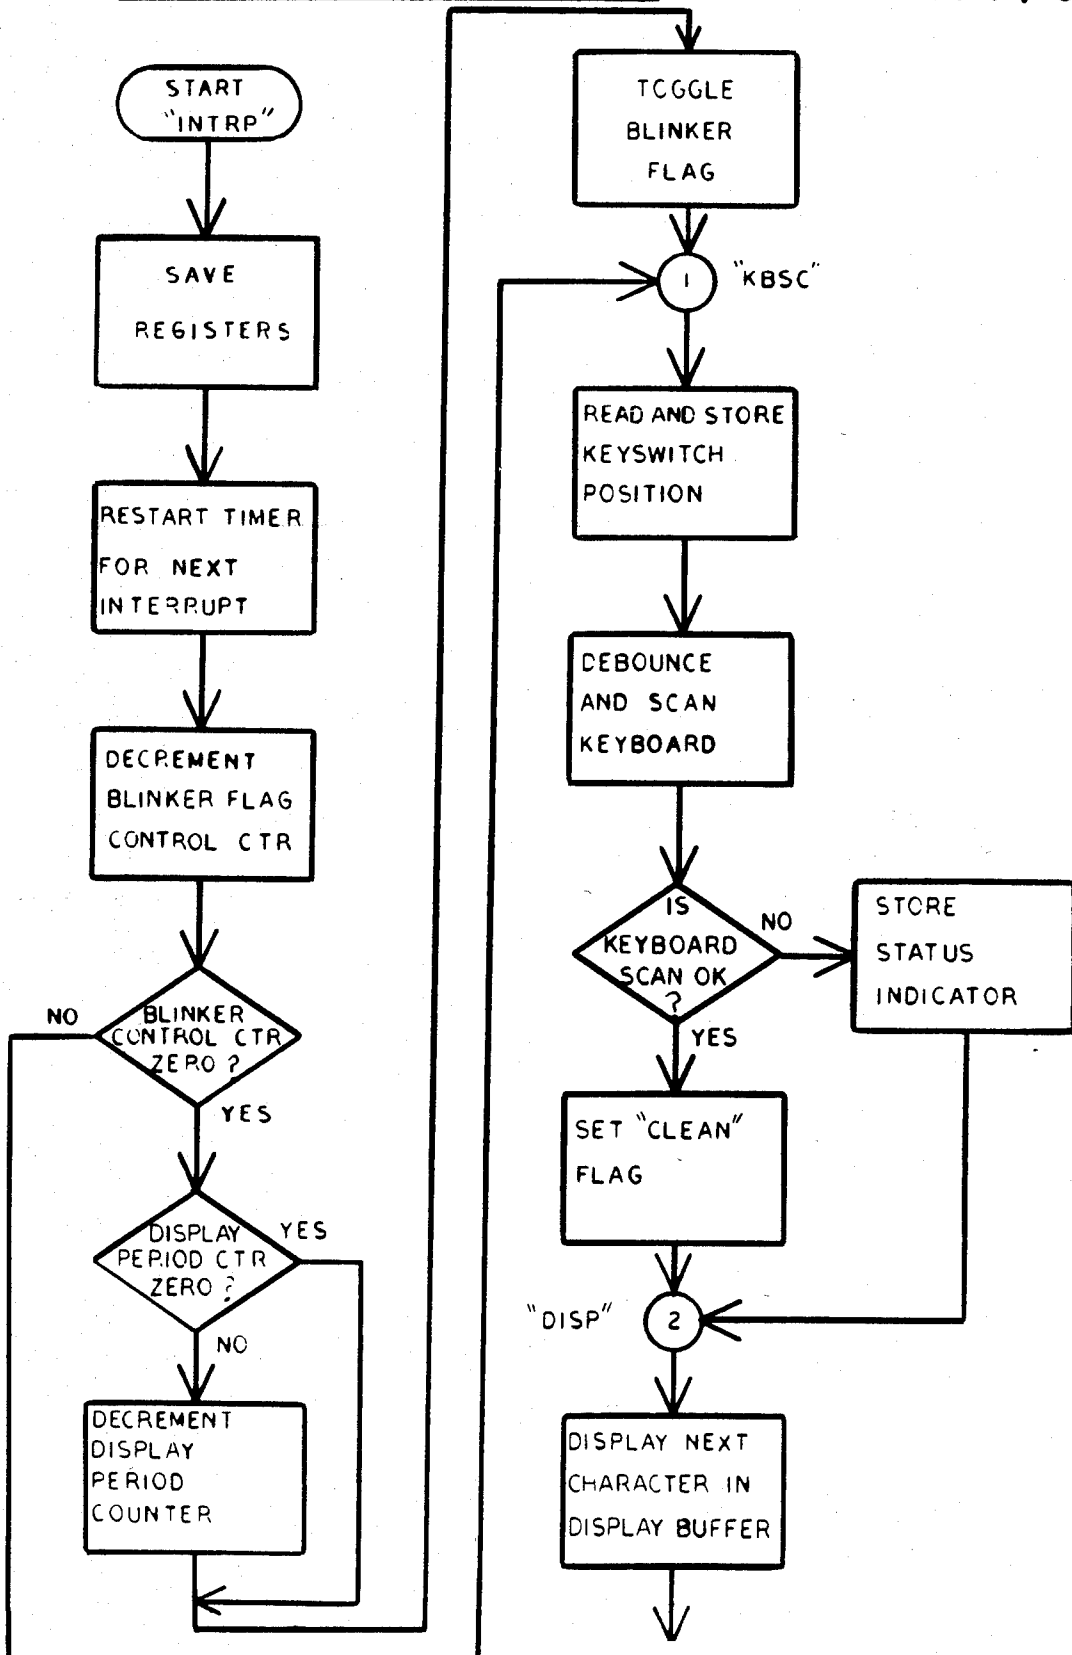 START
"INTRP"
SAVE
REGISTERS
RESTART TIMER
FOR NEXT
INTERRUPT
DECREMENT
BLINKER FLAG
CONTROL CTR
BLINKER
CONTROL CTR
ZERO ?
NO
YES
DISPLAY
PERIOD CTR
ZERO ?
YES
NO
DECREMENT
DISPLAY
PERIOD
COUNTER
TOGGLE
BLINKER
FLAG
1
"KBSC"
READ AND STORE
KEYSWITCH
POSITION
DEBOUNCE
AND SCAN
KEYBOARD
IS
KEYBOARD
SCAN OK
?
NO
YES
STORE
STATUS
INDICATOR
SET "CLEAN"
FLAG
"DISP"
2
DISPLAY NEXT
CHARACTER IN
DISPLAY BUFFER